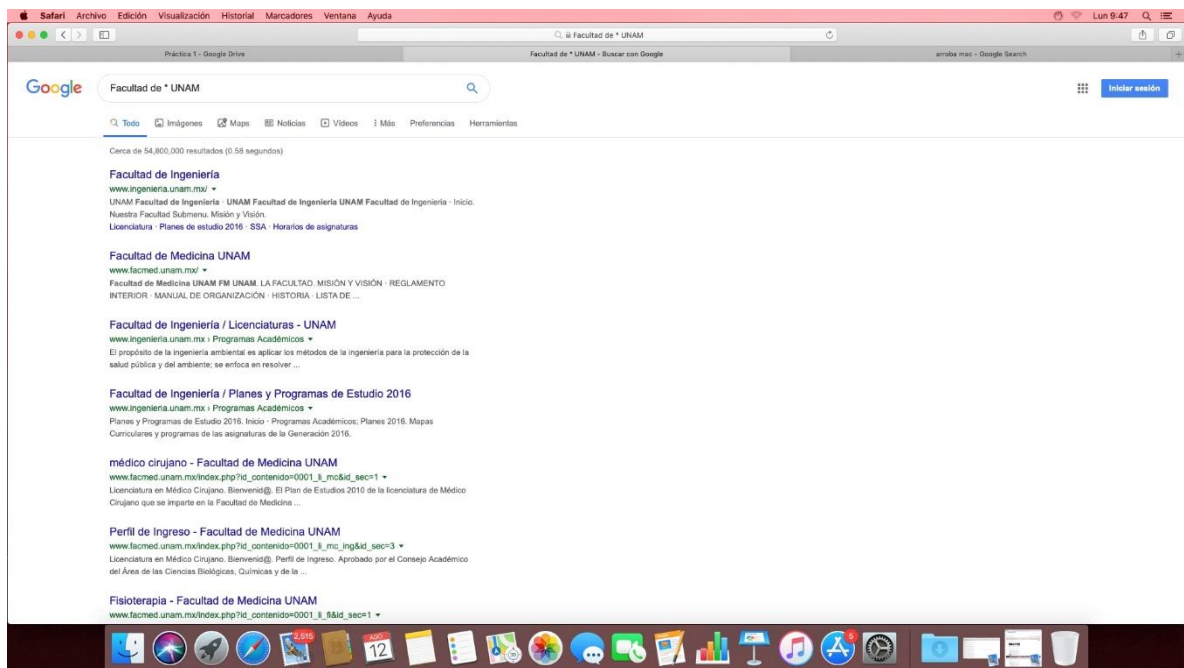 Safari Archivo Edición Visualización Historial Marcadores Ventana Ayuda Lun 9:47
Facultad de * UNAM
Práctica 1 - Google Drive Facultad de * UNAM - Buscar con Google arroba mac - Google Search
Google Facultad de * UNAM Iniciar sesión
Todo Imágenes Maps Noticias Vídeos Más Preferencias Herramientas
Cerca de 54,800,000 resultados (0.58 segundos)
Facultad de Ingeniería
www.ingenieria.unam.mx/
UNAM Facultad de Ingeniería · UNAM Facultad de Ingeniería UNAM Facultad de Ingeniería · Inicio.
Nuestra Facultad Submenu. Misión y Visión.
Licenciatura · Planes de estudio 2016 · SSA · Horarios de asignaturas
Facultad de Medicina UNAM
www.facmed.unam.mx/
Facultad de Medicina UNAM FM UNAM. LA FACULTAD. MISIÓN Y VISIÓN · REGLAMENTO
INTERIOR · MANUAL DE ORGANIZACIÓN · HISTORIA · LISTA DE ...
Facultad de Ingeniería / Licenciaturas - UNAM
www.ingenieria.unam.mx › Programas Académicos
El propósito de la ingeniería ambiental es aplicar los métodos de la ingeniería para la protección de la
salud pública y del ambiente; se enfoca en resolver ...
Facultad de Ingeniería / Planes y Programas de Estudio 2016
www.ingenieria.unam.mx › Programas Académicos
Planes y Programas de Estudio 2016. Inicio · Programas Académicos; Planes 2016. Mapas
Curriculares y programas de las asignaturas de la Generación 2016.
médico cirujano - Facultad de Medicina UNAM
www.facmed.unam.mx/index.php?id_contenido=0001_li_mc&id_sec=1
Licenciatura en Médico Cirujano. Bienvenid@. El Plan de Estudios 2010 de la licenciatura de Médico
Cirujano que se imparte en la Facultad de Medicina ...
Perfil de Ingreso - Facultad de Medicina UNAM
www.facmed.unam.mx/index.php?id_contenido=0001_li_mc_ing&id_sec=3
Licenciatura en Médico Cirujano. Bienvenid@. Perfil de Ingreso. Aprobado por el Consejo Académico
del Área de las Ciencias Biológicas, Químicas y de la ...
Fisioterapia - Facultad de Medicina UNAM
www.facmed.unam.mx/index.php?id_contenido=0001_li_fi&id_sec=1
2,515 AGO 5
12